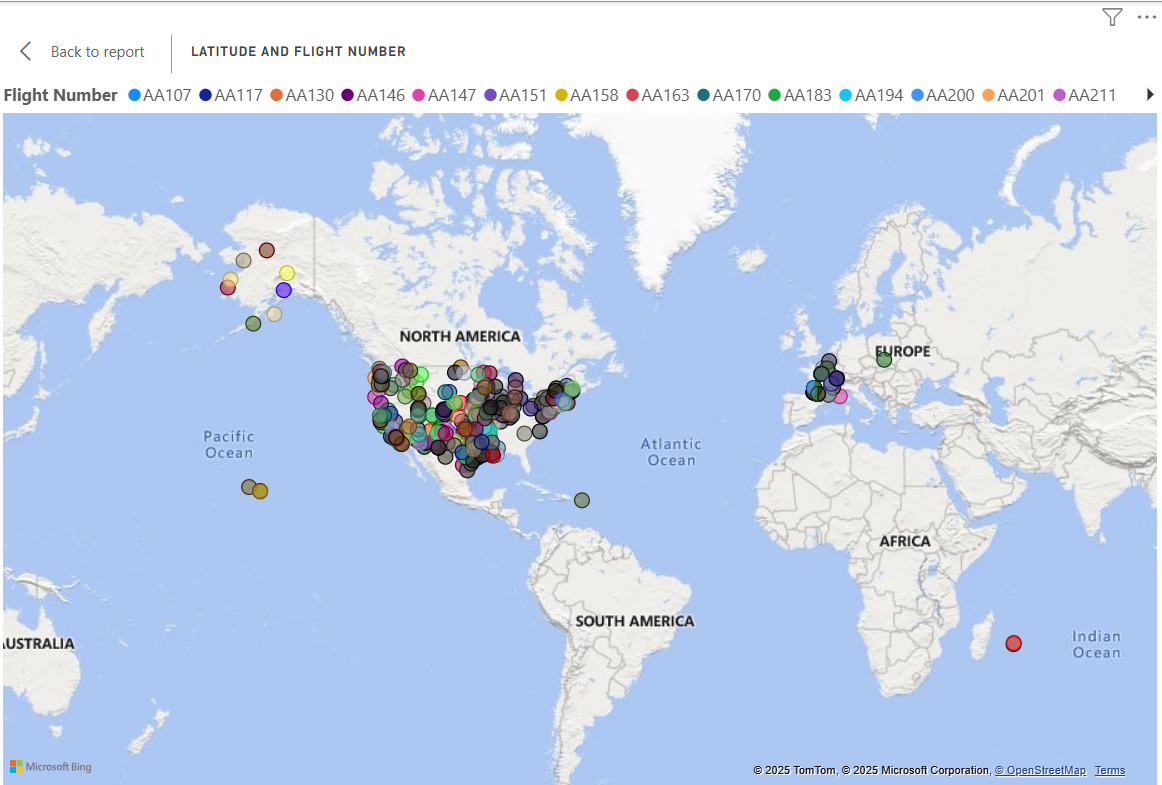 Back to report
LATITUDE AND FLIGHT NUMBER
Flight Number AA107 AA117 AA130 AA146 AA147 AA151 AA158 AA163 AA170 AA183 AA194 AA200 AA201 AA211
NORTH AMERICA
EUROPE
Pacific
Ocean
Atlantic
Ocean
AFRICA
SOUTH AMERICA
AUSTRALIA
Indian
Ocean
Microsoft Bing
© 2025 TomTom, © 2025 Microsoft Corporation, © OpenStreetMap Terms